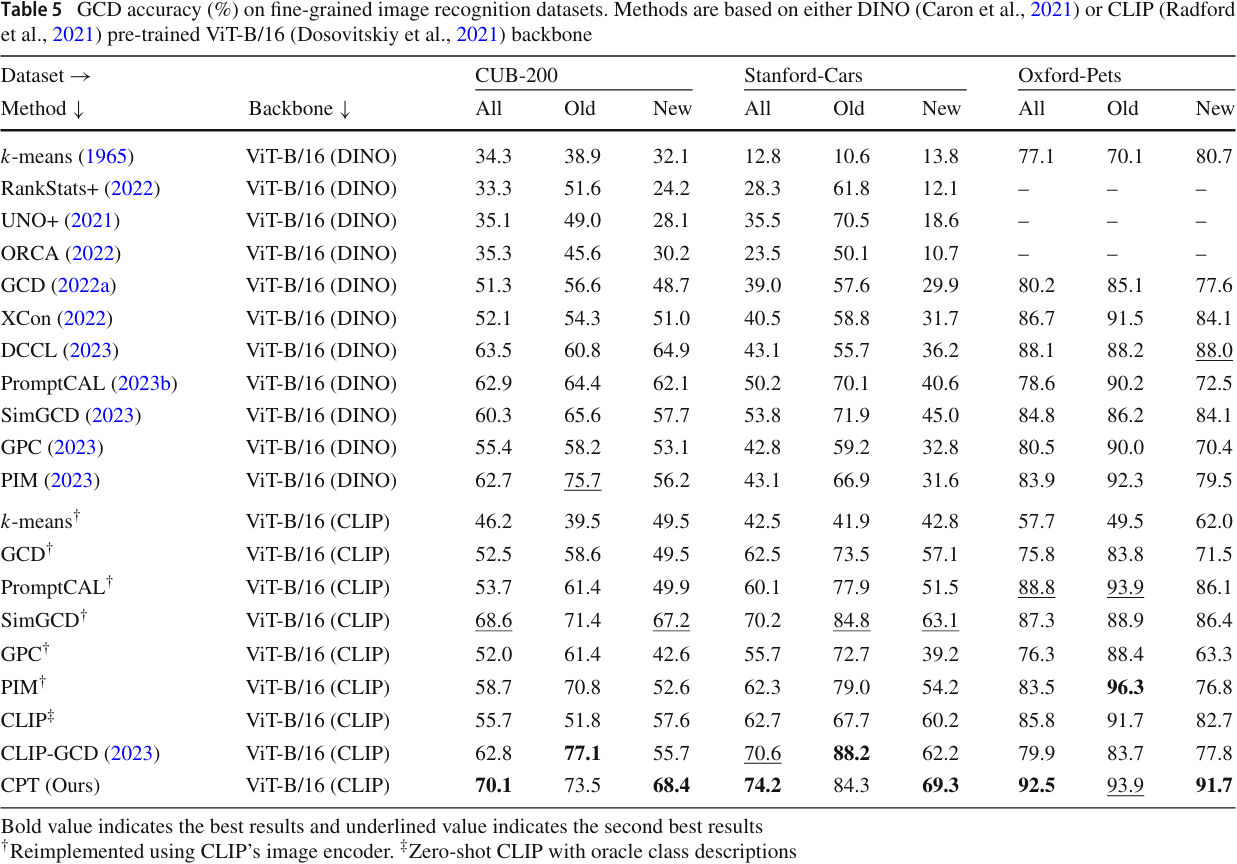 Table 5 GCD accuracy (%) on fine-grained image recognition datasets. Methods are based on either DINO (Caron et al., 2021) or CLIP (Radford
et al., 2021) pre-trained ViT-B/16 (Dosovitskiy et al., 2021) backbone
Dataset → CUB-200 Stanford-Cars Oxford-Pets
Method ↓ Backbone ↓ All Old New All Old New All Old New
k-means (1965) ViT-B/16 (DINO) 34.3 38.9 32.1 12.8 10.6 13.8 77.1 70.1 80.7
RankStats+ (2022) ViT-B/16 (DINO) 33.3 51.6 24.2 28.3 61.8 12.1 – – –
UNO+ (2021) ViT-B/16 (DINO) 35.1 49.0 28.1 35.5 70.5 18.6 – – –
ORCA (2022) ViT-B/16 (DINO) 35.3 45.6 30.2 23.5 50.1 10.7 – – –
GCD (2022a) ViT-B/16 (DINO) 51.3 56.6 48.7 39.0 57.6 29.9 80.2 85.1 77.6
XCon (2022) ViT-B/16 (DINO) 52.1 54.3 51.0 40.5 58.8 31.7 86.7 91.5 84.1
DCCL (2023) ViT-B/16 (DINO) 63.5 60.8 64.9 43.1 55.7 36.2 88.1 88.2 88.0
PromptCAL (2023b) ViT-B/16 (DINO) 62.9 64.4 62.1 50.2 70.1 40.6 78.6 90.2 72.5
SimGCD (2023) ViT-B/16 (DINO) 60.3 65.6 57.7 53.8 71.9 45.0 84.8 86.2 84.1
GPC (2023) ViT-B/16 (DINO) 55.4 58.2 53.1 42.8 59.2 32.8 80.5 90.0 70.4
PIM (2023) ViT-B/16 (DINO) 62.7 75.7 56.2 43.1 66.9 31.6 83.9 92.3 79.5
k-means† ViT-B/16 (CLIP) 46.2 39.5 49.5 42.5 41.9 42.8 57.7 49.5 62.0
GCD† ViT-B/16 (CLIP) 52.5 58.6 49.5 62.5 73.5 57.1 75.8 83.8 71.5
PromptCAL† ViT-B/16 (CLIP) 53.7 61.4 49.9 60.1 77.9 51.5 88.8 93.9 86.1
SimGCD† ViT-B/16 (CLIP) 68.6 71.4 67.2 70.2 84.8 63.1 87.3 88.9 86.4
GPC† ViT-B/16 (CLIP) 52.0 61.4 42.6 55.7 72.7 39.2 76.3 88.4 63.3
PIM† ViT-B/16 (CLIP) 58.7 70.8 52.6 62.3 79.0 54.2 83.5 96.3 76.8
CLIP‡ ViT-B/16 (CLIP) 55.7 51.8 57.6 62.7 67.7 60.2 85.8 91.7 82.7
CLIP-GCD (2023) ViT-B/16 (CLIP) 62.8 77.1 55.7 70.6 88.2 62.2 79.9 83.7 77.8
CPT (Ours) ViT-B/16 (CLIP) 70.1 73.5 68.4 74.2 84.3 69.3 92.5 93.9 91.7
Bold value indicates the best results and underlined value indicates the second best results
†Reimplemented using CLIP's image encoder. ‡Zero-shot CLIP with oracle class descriptions